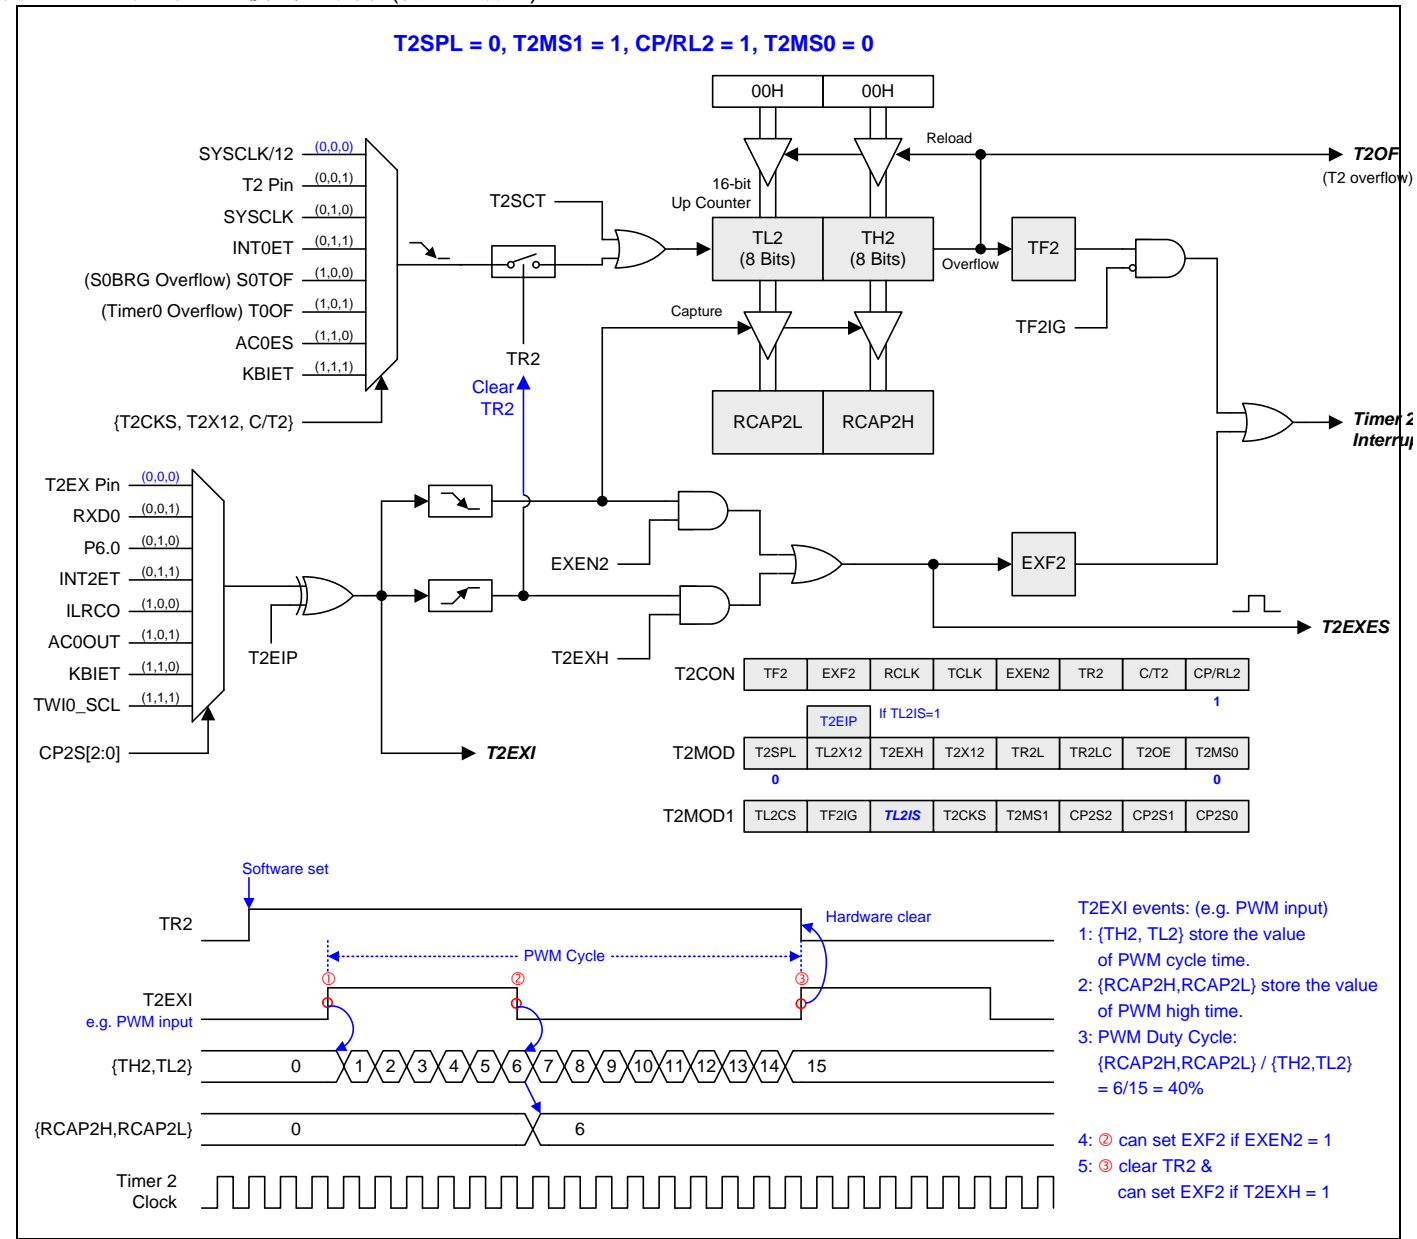 T2SPL = 0, T2MS1 = 1, CP/RL2 = 1, T2MS0 = 0
00H 00H
Reload
T2OF
(T2 overflow)
SYSCLK/12 (0,0,0)
T2 Pin (0,0,1)
SYSCLK (0,1,0)
INT0ET (0,1,1)
(S0BRG Overflow) S0TOF (1,0,0)
(Timer0 Overflow) T0OF (1,0,1)
AC0ES (1,1,0)
KBIET (1,1,1)
{T2CKS, T2X12, C/T2}
T2SCT
16-bit
Up Counter
TL2
(8 Bits)
TH2
(8 Bits)
Overflow
TF2
TF2IG
Capture
TR2
Clear
TR2
RCAP2L RCAP2H
Timer 2
T2EX Pin (0,0,0)
RXD0 (0,0,1)
P6.0 (0,1,0)
INT2ET (0,1,1)
ILRCO (1,0,0)
AC0OUT (1,0,1)
KBIET (1,1,0)
TWI0_SCL (1,1,1)
CP2S[2:0]
T2EIP
EXEN2
T2EXH
EXF2
T2EXES
T2EXI
T2CON TF2 EXF2 RCLK TCLK EXEN2 TR2 C/T2 CP/RL2
1
T2EIP If TL2IS=1
T2MOD T2SPL TL2X12 T2EXH T2X12 TR2L TR2LC T2OE T2MS0
0 0
T2MOD1 TL2CS TF2IG TL2IS T2CKS T2MS1 CP2S2 CP2S1 CP2S0
Software set
TR2
Hardware clear
PWM Cycle
① ② ③
T2EXI
e.g. PWM input
{TH2,TL2} 0 1 2 3 4 5 6 7 8 9 10 11 12 13 14 15
{RCAP2H,RCAP2L} 0 6
Timer 2
Clock
T2EXI events: (e.g. PWM input)
1: {TH2, TL2} store the value
of PWM cycle time.
2: {RCAP2H,RCAP2L} store the value
of PWM high time.
3: PWM Duty Cycle:
{RCAP2H,RCAP2L} / {TH2,TL2}
= 6/15 = 40%
4: ② can set EXF2 if EXEN2 = 1
5: ③ clear TR2 &
can set EXF2 if T2EXH = 1